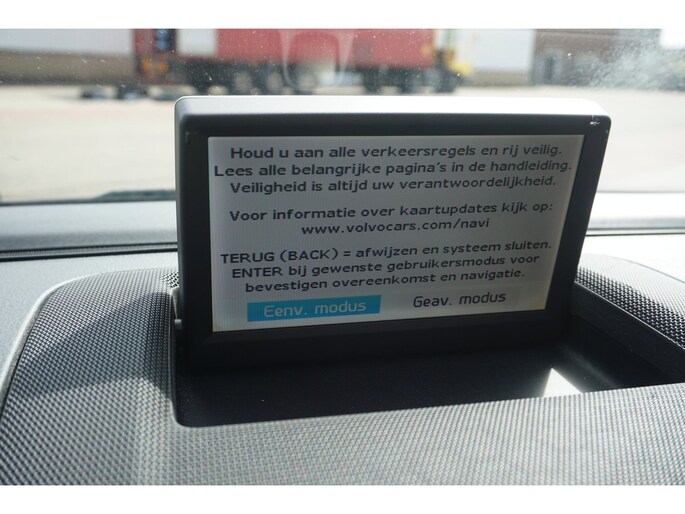 Houd u aan alle verkeersregels en rij veilig.
Lees alle belangrijke pagina's in de handleiding.
Veiligheid is altijd uw verantwoordelijkheid.
Voor informatie over kaartupdates kijk op:
www.volvocars.com/navi
TERUG (BACK) = afwijzen en systeem sluiten.
ENTER bij gewenste gebruikersmodus voor
bevestigen overeenkomst en navigatie.
Eenv. modus Geav. modus